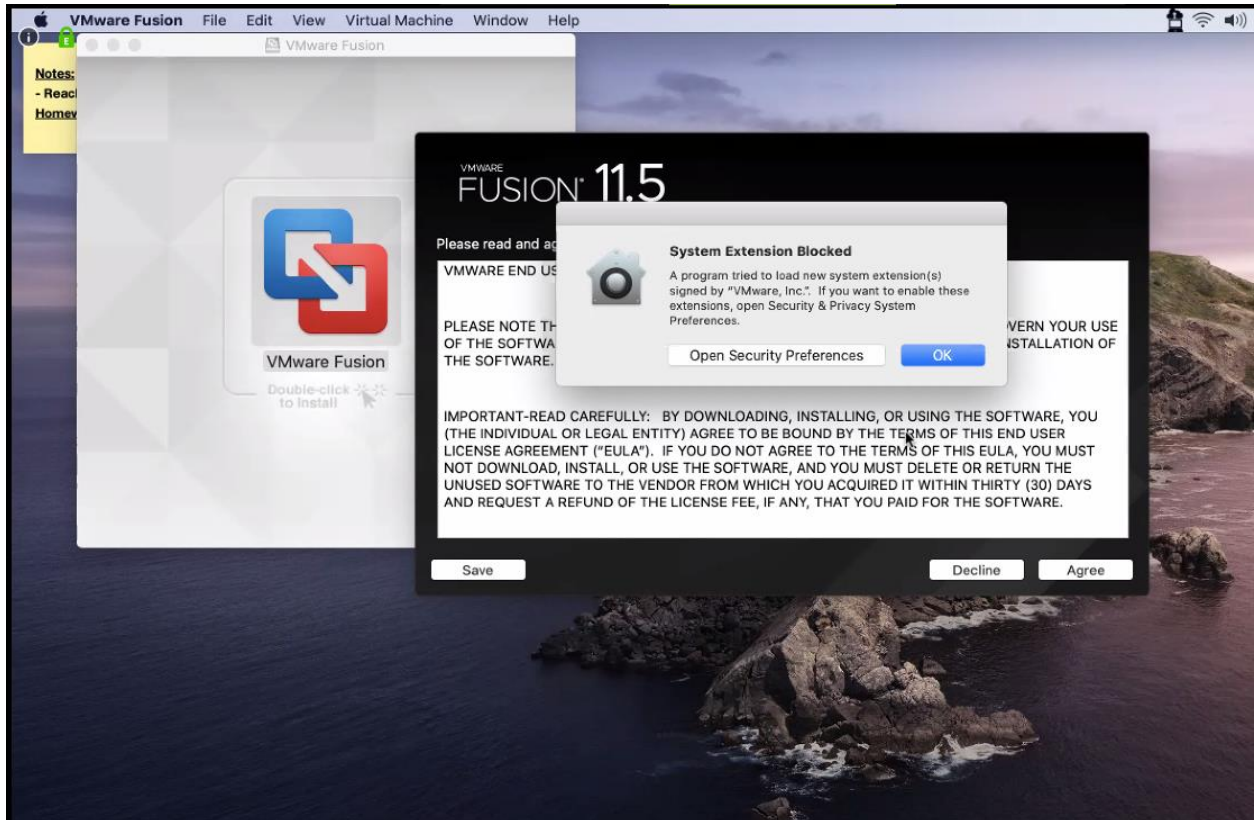 VMware Fusion File Edit View Virtual Machine Window Help
VMware Fusion
Notes:
- Reac
Homew
E
VMware Fusion
Double-click
to Install
VMWARE
FUSION® 11.5
Please read and ag
VMWARE END US
PLEASE NOTE TH
OVERN YOUR USE
OF THE SOFTWA
NSTALLATION OF
THE SOFTWARE.
System Extension Blocked
A program tried to load new system extension(s)
signed by "VMware, Inc.". If you want to enable these
extensions, open Security & Privacy System
Preferences.
Open Security Preferences
OK
IMPORTANT-READ CAREFULLY: BY DOWNLOADING, INSTALLING, OR USING THE SOFTWARE, YOU
(THE INDIVIDUAL OR LEGAL ENTITY) AGREE TO BE BOUND BY THE TERMS OF THIS END USER
LICENSE AGREEMENT ("EULA"). IF YOU DO NOT AGREE TO THE TERMS OF THIS EULA, YOU MUST
NOT DOWNLOAD, INSTALL, OR USE THE SOFTWARE, AND YOU MUST DELETE OR RETURN THE
UNUSED SOFTWARE TO THE VENDOR FROM WHICH YOU ACQUIRED IT WITHIN THIRTY (30) DAYS
AND REQUEST A REFUND OF THE LICENSE FEE, IF ANY, THAT YOU PAID FOR THE SOFTWARE.
Save
Decline
Agree